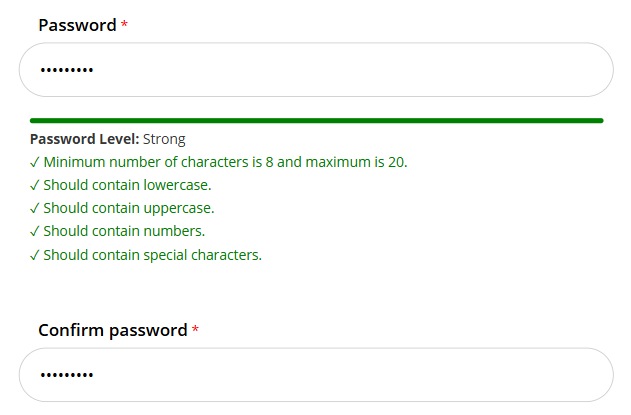 Password *
•••••••••
Password Level: Strong
✓ Minimum number of characters is 8 and maximum is 20.
✓ Should contain lowercase.
✓ Should contain uppercase.
✓ Should contain numbers.
✓ Should contain special characters.
Confirm password *
•••••••••